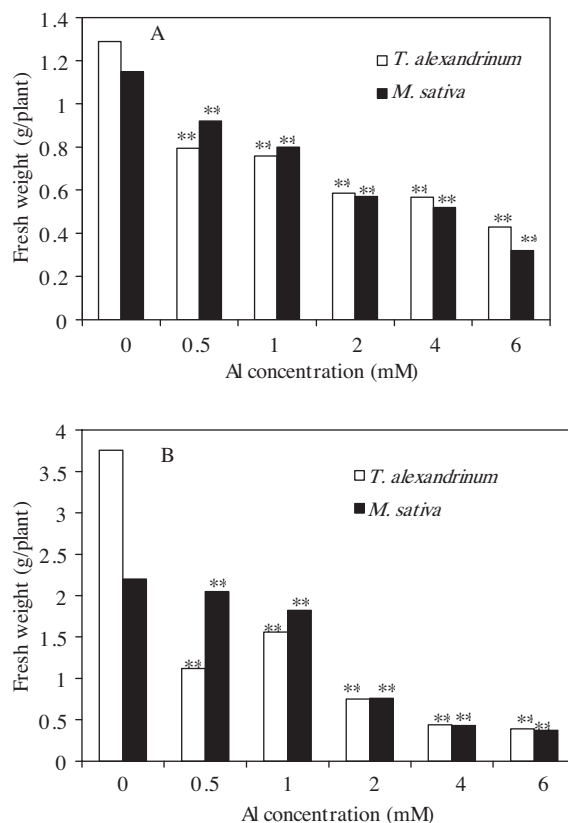 A
1.4
1.2
1
0.8
0.6
0.4
0.2
0
Fresh weight (g/plant)
T. alexandrinum
M. sativa
** ** ** ** ** ** ** ** ** **
0 0.5 1 2 4 6
Al concentration (mM)
B
4
3.5
3
2.5
2
1.5
1
0.5
0
Fresh weight (g/plant)
T. alexandrinum
M. sativa
** ** ** ** ** ** ** ** ** **
0 0.5 1 2 4 6
Al concentration (mM)